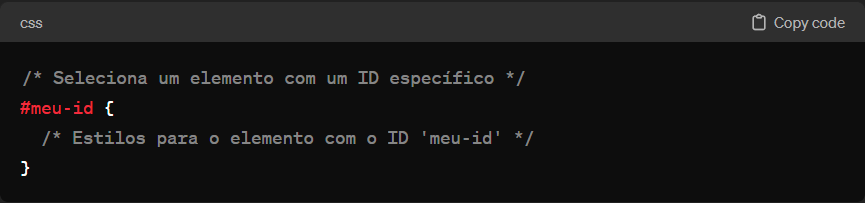 css
Copy code
/* Seleciona um elemento com um ID específico */
#meu-id {
/* Estilos para o elemento com o ID 'meu-id' */
}